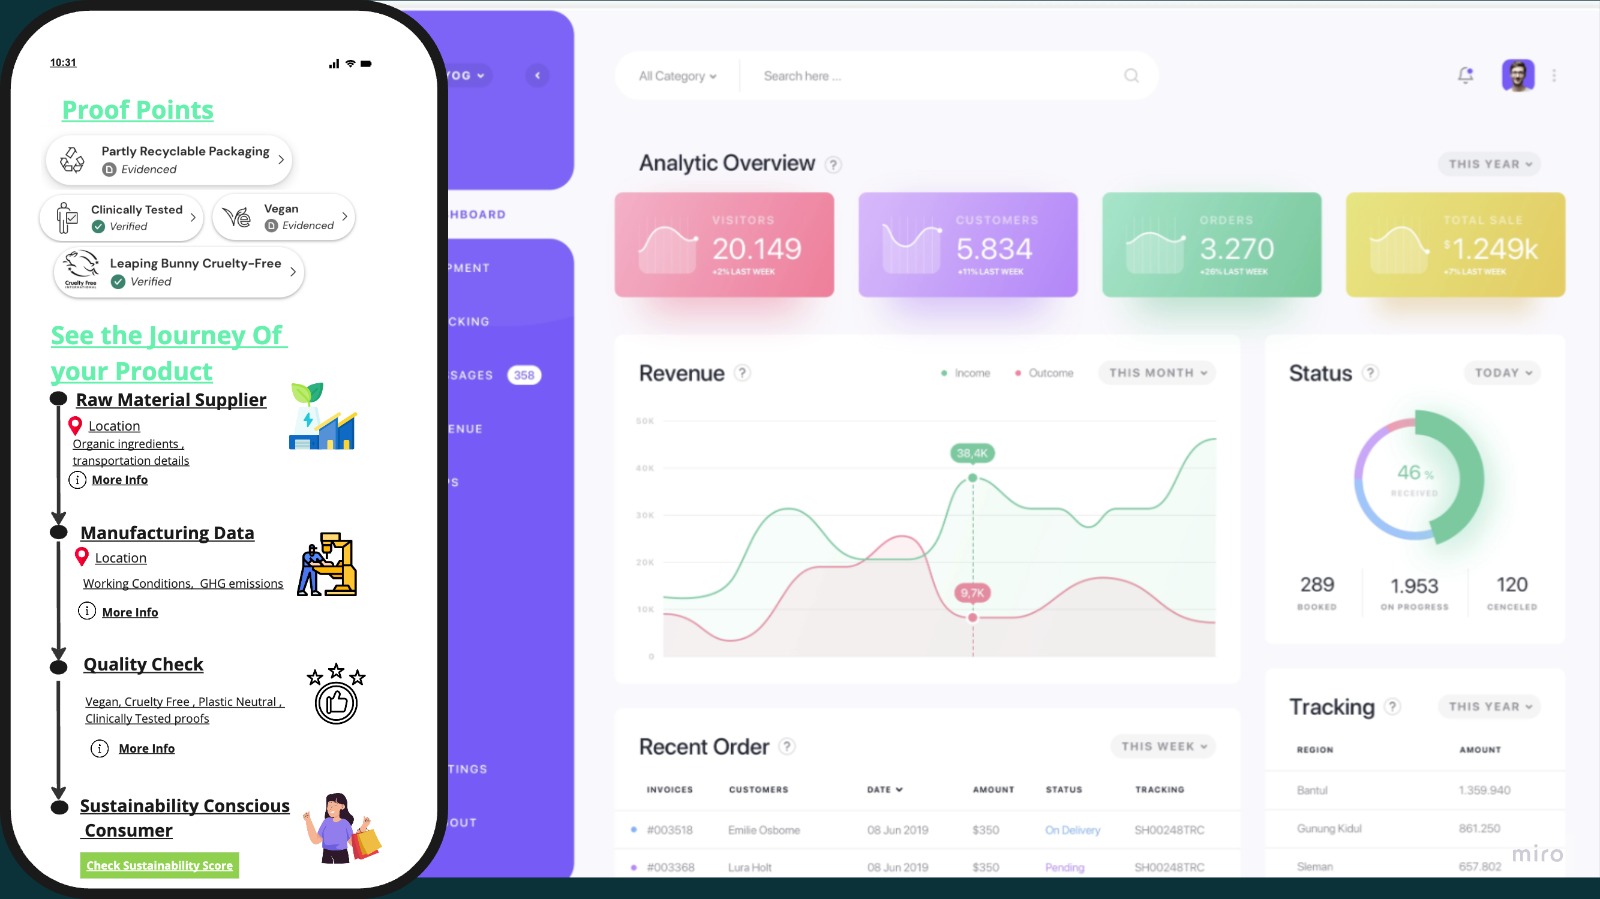 10:31
Proof Points
Partly Recyclable Packaging
Evidenced
Clinically Tested
Verified
Vegan
Evidenced
Leaping Bunny Cruelty-Free
Verified
Cruelty Free
INTERNATIONAL
See the Journey Of
your Product
Raw Material Supplier
Location
Organic ingredients ,
transportation details
More Info
Manufacturing Data
Location
Working Conditions, GHG emissions
More Info
Quality Check
Vegan, Cruelty Free , Plastic Neutral ,
Clinically Tested proofs
More Info
Sustainability Conscious
Consumer
Check Sustainability Score
YOG
HBOARD
PMENT
CKING
SAGES 358
ENUE
PS
TINGS
OUT
All Category Search here ...
Analytic Overview ? THIS YEAR
VISITORS
20.149
+2% LAST WEEK
CUSTOMERS
5.834
+11% LAST WEEK
ORDERS
3.270
+26% LAST WEEK
TOTAL SALE
$1.249k
+7% LAST WEEK
Revenue ? Income Outcome THIS MONTH
50K
40K
30K
20K
10K
0
38,4K
9,7K
Status ? TODAY
46 %
RECEIVED
289 1.953 120
BOOKED ON PROGRESS CENCELED
Recent Order ? THIS WEEK
INVOICES CUSTOMERS DATE AMOUNT STATUS TRACKING
#003518 Emilie Osborne 08 Jun 2019 $350 On Delivery SH00248TRC
#003368 Lura Holt 08 Jun 2019 $350 Pending SH00248TRC
Tracking ? THIS YEAR
REGION AMOUNT
Bantul 1.359.940
Gunung Kidul 861.250
Sleman 657.802
miro